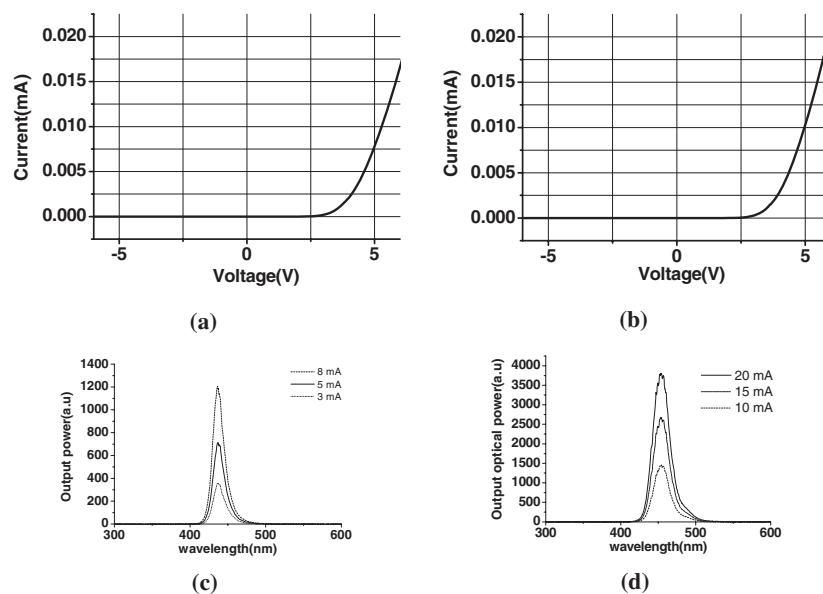 0.020
0.015
0.010
0.005
0.000
Current(mA)
-5 0 5
Voltage(V)
(a)
0.020
0.015
0.010
0.005
0.000
Current(mA)
-5 0 5
Voltage(V)
(b)
1400
1200
1000
800
600
400
200
0
Output power(a.u)
8 mA
5 mA
3 mA
300 400 500 600
wavelength(nm)
(c)
4000
3500
3000
2500
2000
1500
1000
500
0
Output optical power(a.u)
20 mA
15 mA
10 mA
300 400 500 600
wavelength(nm)
(d)